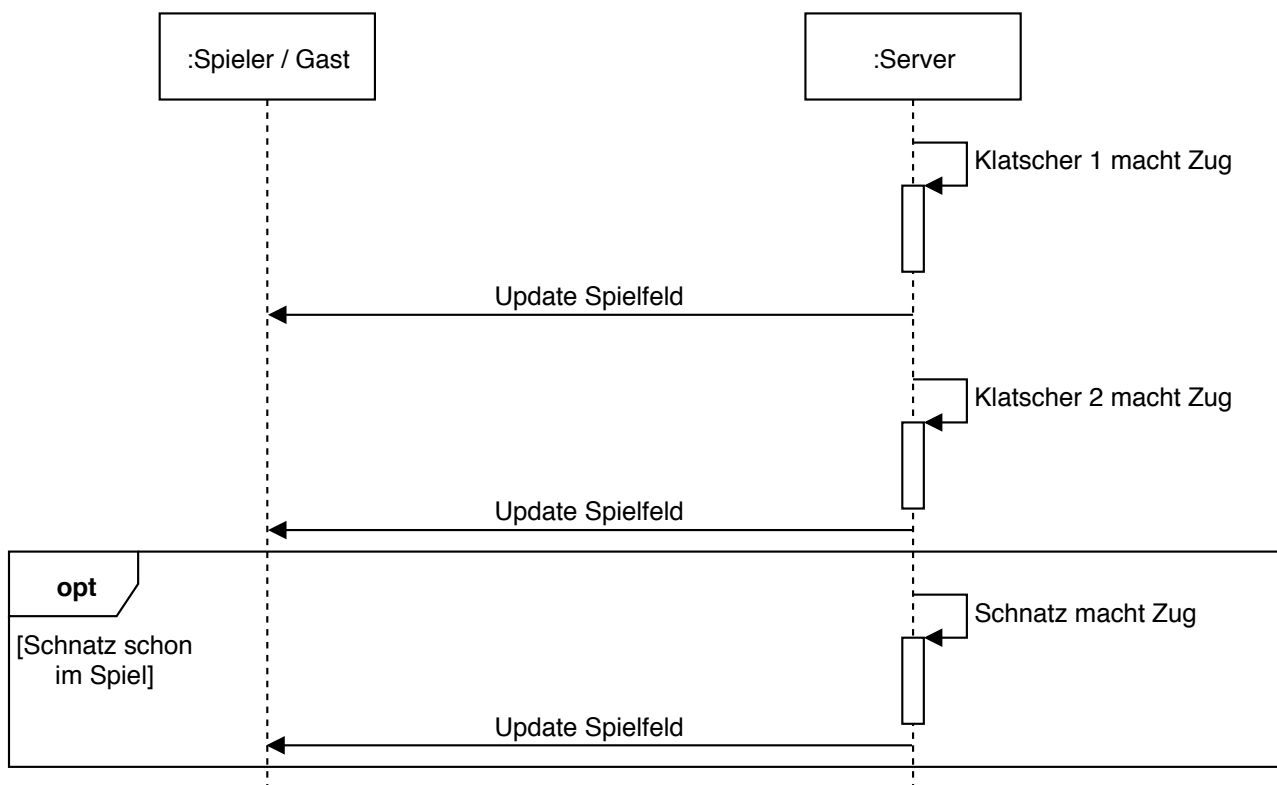 :Spieler / Gast
:Server
Klatscher 1 macht Zug
Update Spielfeld
Klatscher 2 macht Zug
Update Spielfeld
opt
[Schnatz schon
im Spiel]
Schnatz macht Zug
Update Spielfeld